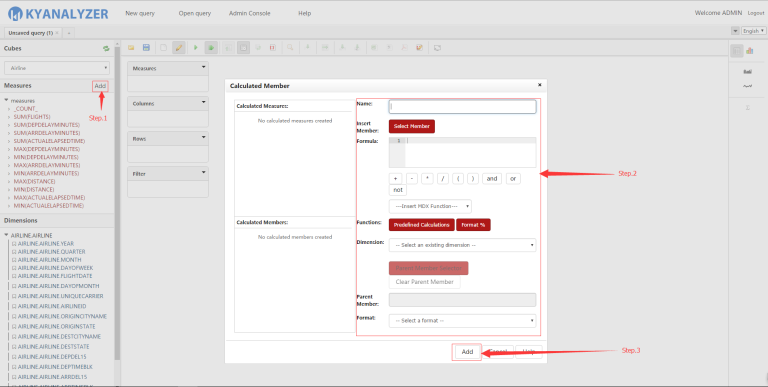 KYANALYZER
New query
Open query
Admin Console
Help
Welcome ADMIN
Logout
Unsaved query (1)
English
Cubes
Airline
Measures
Add
measures
_COUNT_
SUM(FLIGHTS)
SUM(DEPDELAYMINUTES)
SUM(ARRDELAYMINUTES)
SUM(ACTUALELAPSEDTIME)
MAX(DEPDELAYMINUTES)
MIN(DEPDELAYMINUTES)
MAX(ARRDELAYMINUTES)
MIN(ARRDELAYMINUTES)
MAX(DISTANCE)
MIN(DISTANCE)
MAX(ACTUALELAPSEDTIME)
MIN(ACTUALELAPSEDTIME)
Step.1
Dimensions
AIRLINE.AIRLINE
AIRLINE.AIRLINE.YEAR
AIRLINE.AIRLINE.QUARTER
AIRLINE.AIRLINE.MONTH
AIRLINE.AIRLINE.DAYOFWEEK
AIRLINE.AIRLINE.FLIGHTDATE
AIRLINE.AIRLINE.DAYOFMONTH
AIRLINE.AIRLINE.UNIQUECARRIER
AIRLINE.AIRLINE.AIRLINEID
AIRLINE.AIRLINE.ORIGINCITYNAME
AIRLINE.AIRLINE.ORIGINSTATE
AIRLINE.AIRLINE.DESTCITYNAME
AIRLINE.AIRLINE.DESTSTATE
AIRLINE.AIRLINE.DEPDEL15
AIRLINE.AIRLINE.DEPTIMEBLK
AIRLINE.AIRLINE.ARRDEL15
Measures
Columns
Rows
Filter
Calculated Member
×
Calculated Measures:
No calculated measures created
Calculated Members:
No calculated members created
Name:
Insert
Member:
Select Member
Formula:
1
+ - * / ( ) and or
not
---Insert MDX Function---
Functions:
Predefined Calculations
Format %
Dimension:
-- Select an existing dimension --
Clear Parent Member
Parent
Member:
Format:
-- Select a format --
Add
Cancel
Help
Step.2
Step.3